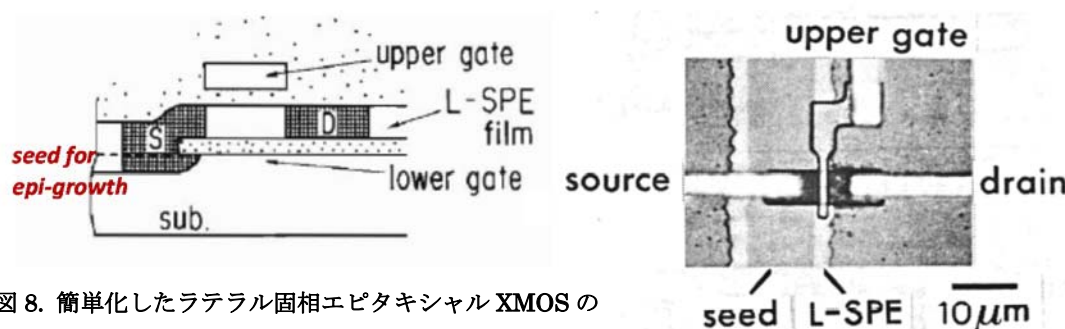 upper gate
L-SPE
film
S
D
seed for
epi-growth
lower gate
sub.
図 8. 簡単化したラテラル固相エピタキシャル XMOS の
upper gate
source
drain
seed
L-SPE
10μm